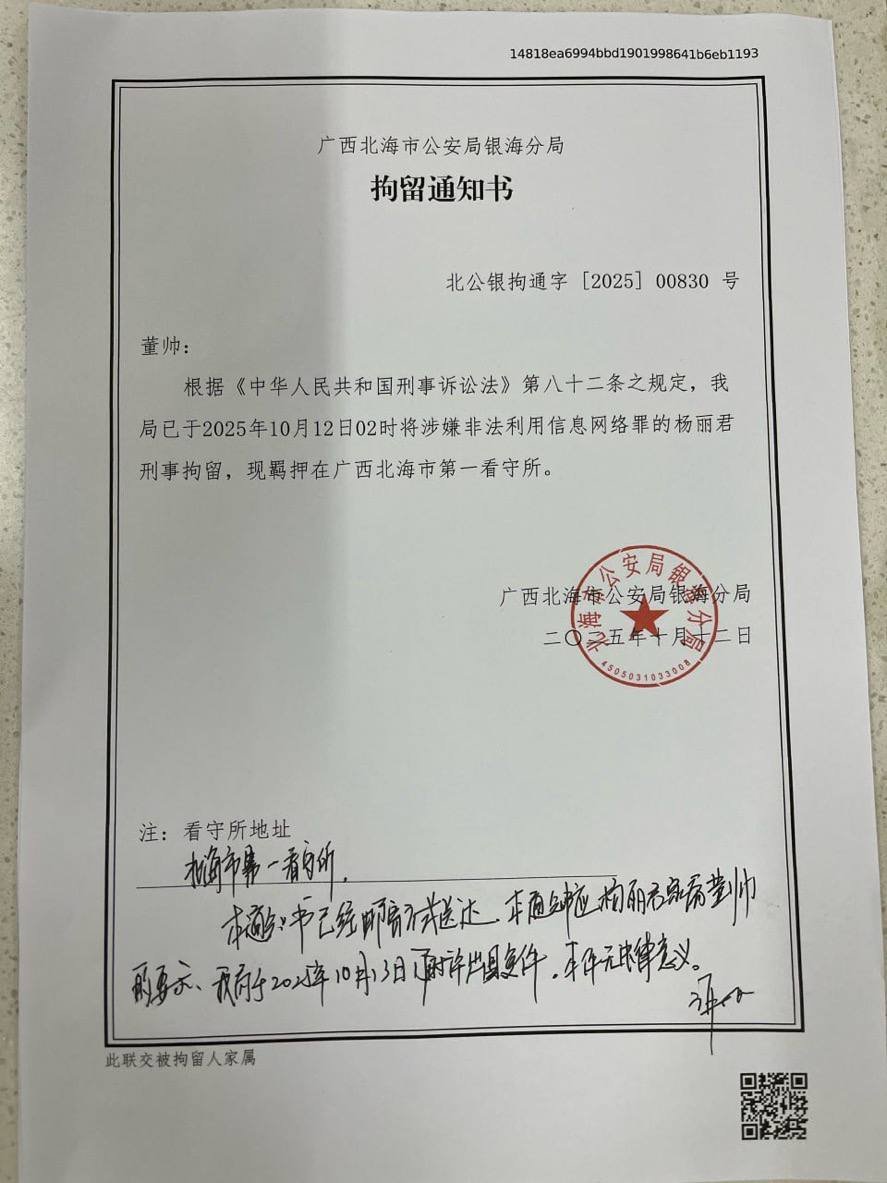 14818ea6994bbd1901998641b6eb1193
广西北海市公安局银海分局
拘留通知书
北公银拘通字 [2025] 00830 号
董帅：
根据《中华人民共和国刑事诉讼法》第八十二条之规定，我
局已于2025年10月12日02时将涉嫌非法利用信息网络罪的杨丽君
刑事拘留，现羁押在广西北海市第一看守所。
广西北海市公安局银海分局
二〇二五年十月十二日
北海市公安局银海分局
4505031033008
注：看守所地址
北海市第一看守所.
本通知书已经邮寄方式送达. 本通知书应杨丽君家属董帅
的要示、我局于2025年10月13日 复件. 本件无法律意义。
此联交被拘留人家属